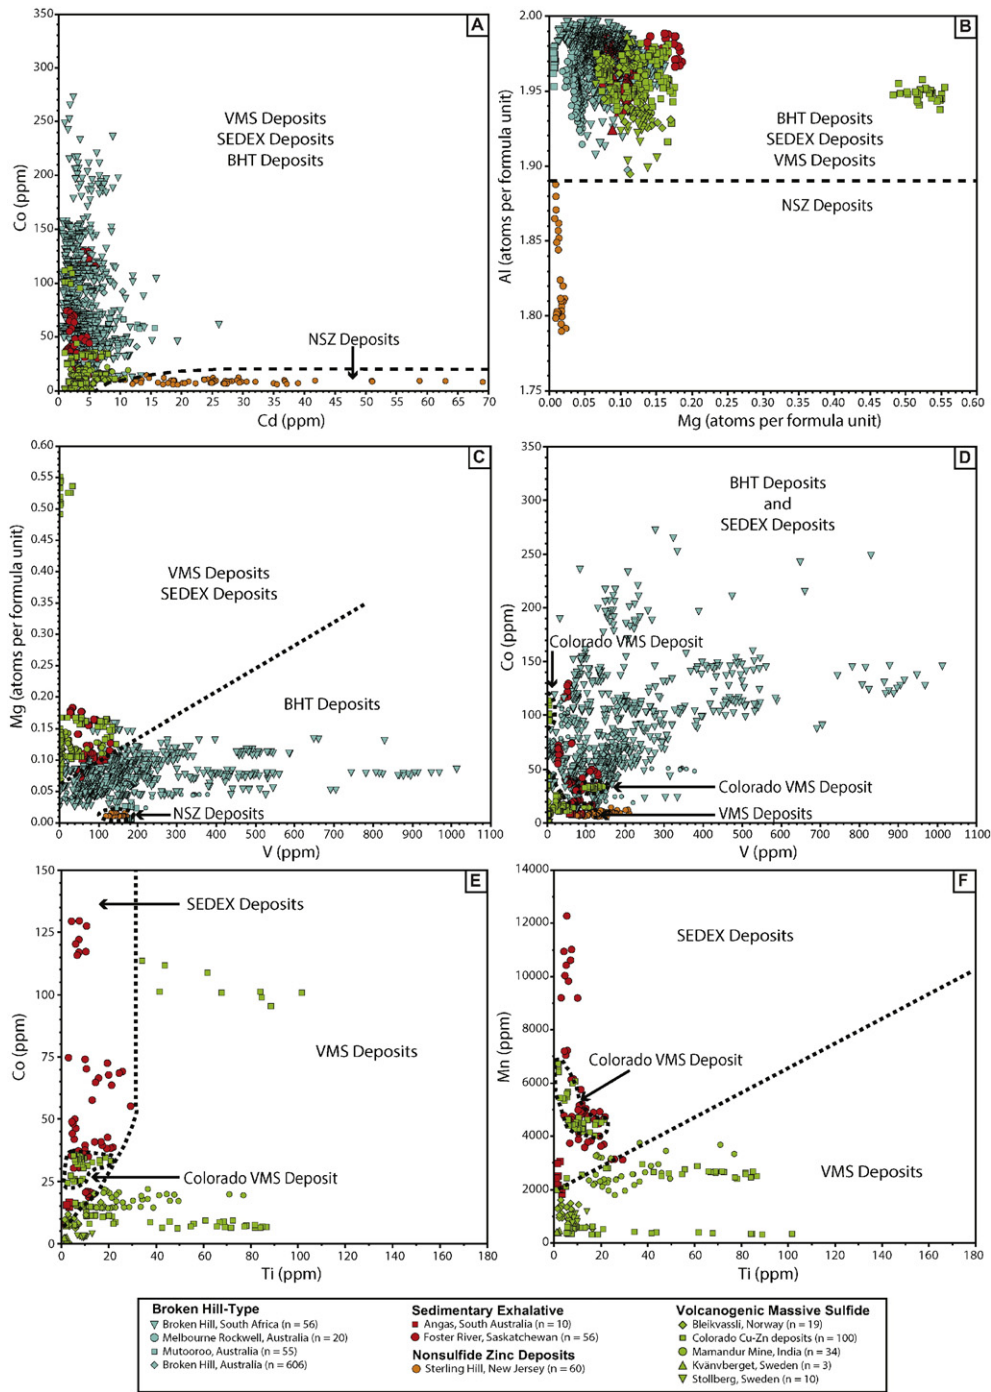 A
350
300
250
200
150
100
50
0
Co (ppm)
VMS Deposits
SEDEX Deposits
BHT Deposits
NSZ Deposits
0 5 10 15 20 25 30 35 40 45 50 55 60 65 70
Cd (ppm)
B
2.00
1.95
1.90
1.85
1.80
1.75
Al (atoms per formula unit)
BHT Deposits
SEDEX Deposits
VMS Deposits
NSZ Deposits
0.00 0.05 0.10 0.15 0.20 0.25 0.30 0.35 0.40 0.45 0.50 0.55 0.60
Mg (atoms per formula unit)
C
0.60
0.55
0.50
0.45
0.40
0.35
0.30
0.25
0.20
0.15
0.10
0.05
0.00
Mg (atoms per formula unit)
VMS Deposits
SEDEX Deposits
BHT Deposits
NSZ Deposits
0 100 200 300 400 500 600 700 800 900 1000 1100
V (ppm)
D
350
300
250
200
150
100
50
0
Co (ppm)
BHT Deposits
and
SEDEX Deposits
Colorado VMS Deposit
Colorado VMS Deposit
VMS Deposits
0 100 200 300 400 500 600 700 800 900 1000 1100
V (ppm)
E
150
125
100
75
50
25
0
Co (ppm)
SEDEX Deposits
VMS Deposits
Colorado VMS Deposit
0 20 40 60 80 100 120 140 160 180
Ti (ppm)
F
14000
12000
10000
8000
6000
4000
2000
0
Mn (ppm)
SEDEX Deposits
Colorado VMS Deposit
VMS Deposits
0 20 40 60 80 100 120 140 160 180
Ti (ppm)
Broken Hill-Type
Broken Hill, South Africa (n = 56)
Melbourne Rockwell, Australia (n = 20)
Mutooroo, Australia (n = 55)
Broken Hill, Australia (n = 606)
Sedimentary Exhalative
Angas, South Australia (n = 10)
Foster River, Saskatchewan (n = 56)
Nonsulfide Zinc Deposits
Sterling Hill, New Jersey (n = 60)
Volcanogenic Massive Sulfide
Bleikvassli, Norway (n = 19)
Colorado Cu-Zn deposits (n = 100)
Mamandur Mine, India (n = 34)
Kvänvberget, Sweden (n = 3)
Stollberg, Sweden (n = 10)